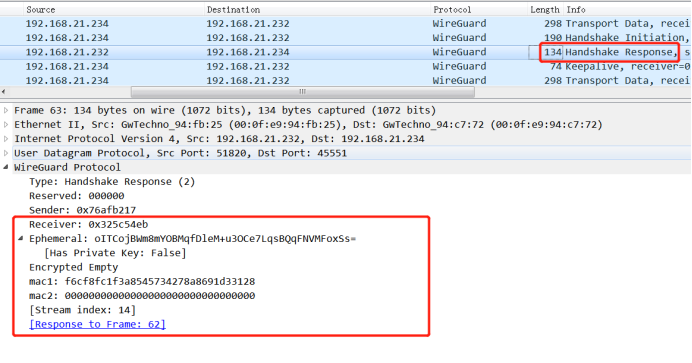 Source Destination Protocol Length Info
192.168.21.234 192.168.21.232 WireGuard 298 Transport Data, recei
192.168.21.234 192.168.21.232 WireGuard 190 Handshake Initiation,
192.168.21.232 192.168.21.234 WireGuard 134 Handshake Response, s
192.168.21.234 192.168.21.232 WireGuard 74 Keepalive, receiver=0
192.168.21.234 192.168.21.232 WireGuard 298 Transport Data, recei
Frame 63: 134 bytes on wire (1072 bits), 134 bytes captured (1072 bits)
Ethernet II, Src: GwTechno_94:fb:25 (00:0f:e9:94:fb:25), Dst: GwTechno_94:c7:72 (00:0f:e9:94:c7:72)
Internet Protocol Version 4, Src: 192.168.21.232, Dst: 192.168.21.234
User Datagram Protocol, Src Port: 51820, Dst Port: 45551
WireGuard Protocol
Type: Handshake Response (2)
Reserved: 000000
Sender: 0x76afb217
Receiver: 0x325c54eb
Ephemeral: oITCojBWm8mYOBMqfDleM+u3OCe7LqsBQqFNVMFoxSs=
[Has Private Key: False]
Encrypted Empty
mac1: f6cf8fc1f3a8545734278a8691d33128
mac2: 00000000000000000000000000000000
[Stream index: 14]
[Response to Frame: 62]